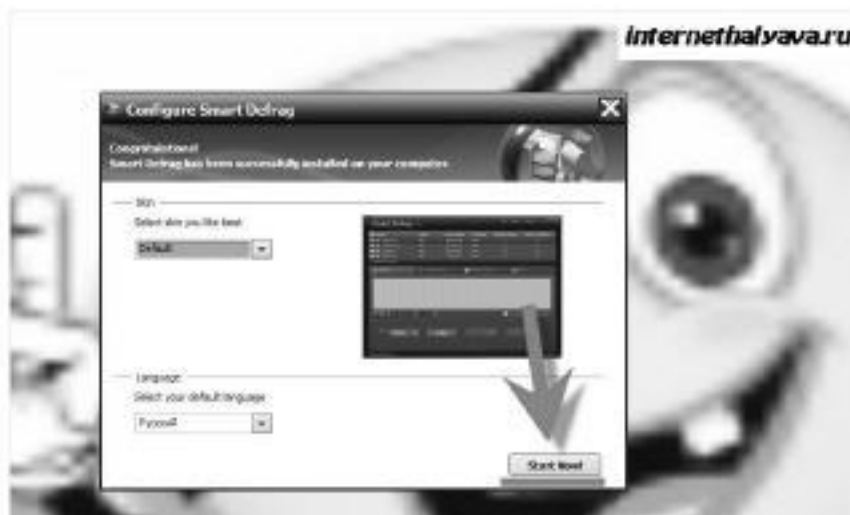 internethalyava.ru
Configure Smart Defrag
Congratulations!
Smart Defrag has been successfully installed on your computer.
Skin
Select skin you like best
Default
Language
Select your default language
Русский
Start Now!